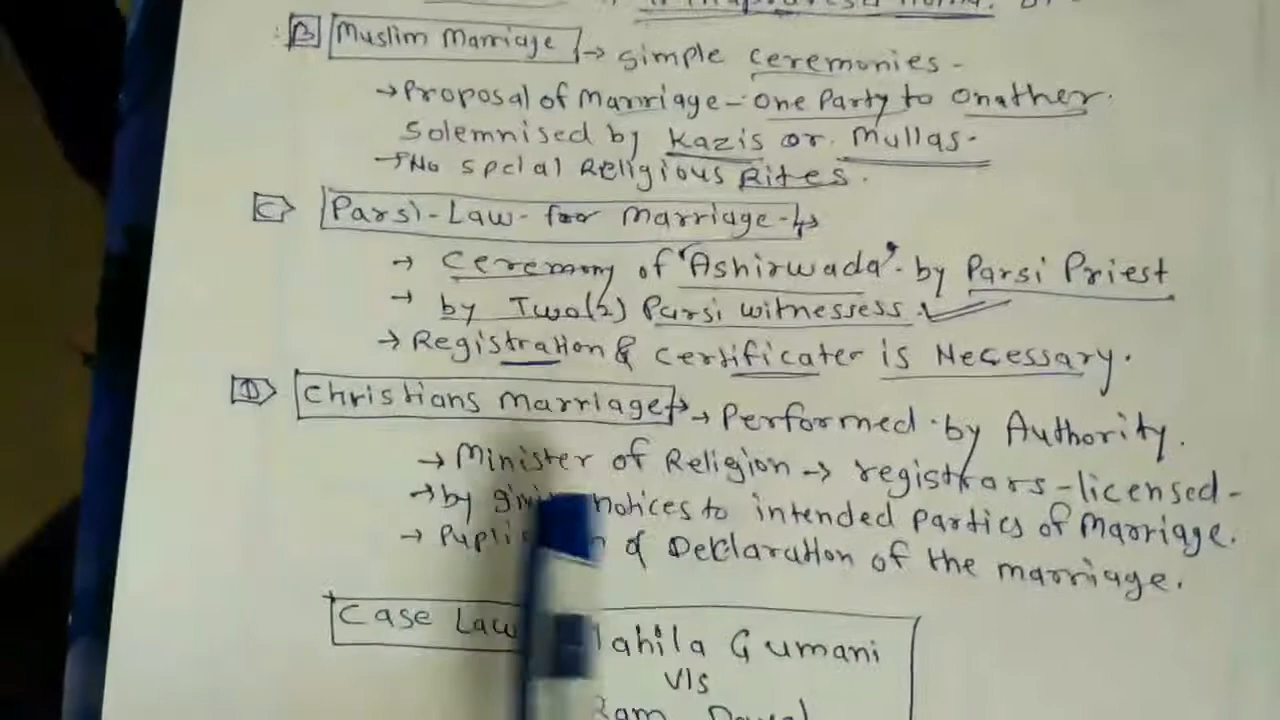 B Muslim Marriage → Simple ceremonies -
→ Proposal of Marriage - one Party to onather.
Solemnised by Kazis or Mullas.
→ No spcial Religious Rites.
C Parsi-Law-for Marriage →
→ Ceremony of "Ashirwada". by Parsi Priest
→ by Two(2) Parsi witnessess.
→ Registration & Certificate is Necessary.
D Christians Marriage → → Performed by Authority.
→ Minister of Religion → registrars-licensed-
→ by notices to intended Parties of Marriage.
→ & Declaration of the marriage.
Case Law Gumani
V/s
Ram